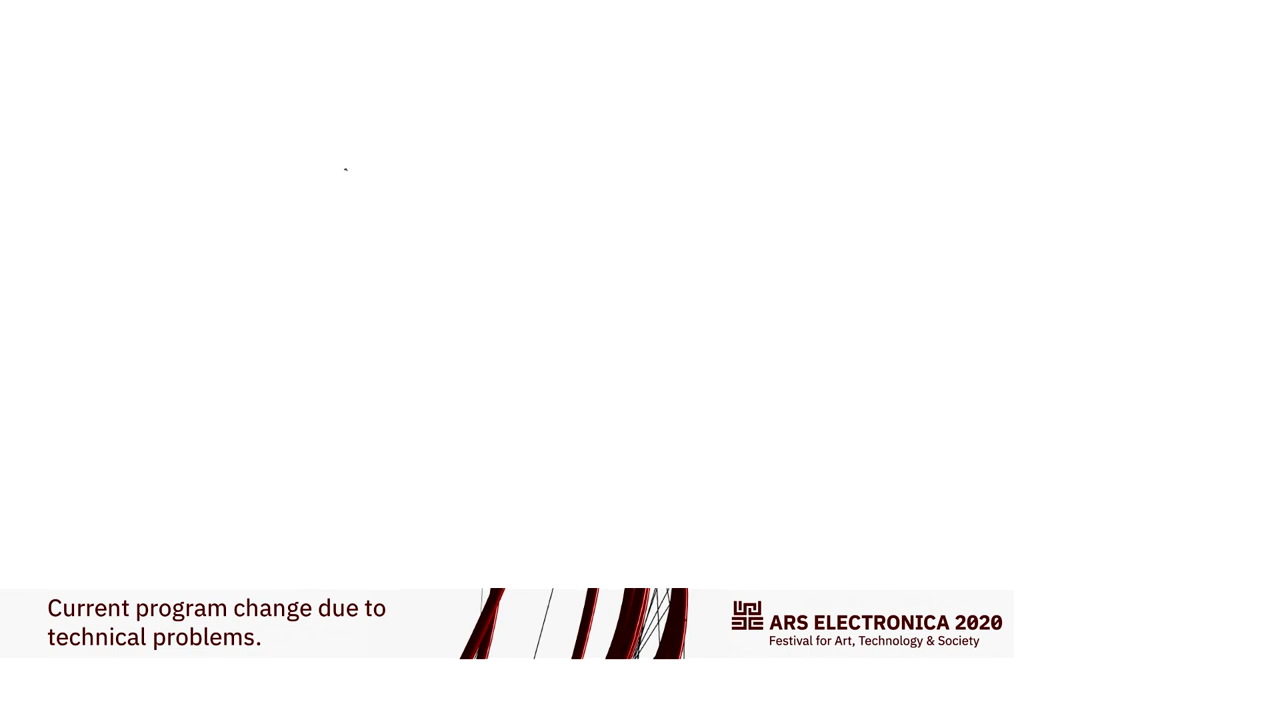 Current program change due to
technical problems.
ARS ELECTRONICA 2020
Festival for Art, Technology & Society